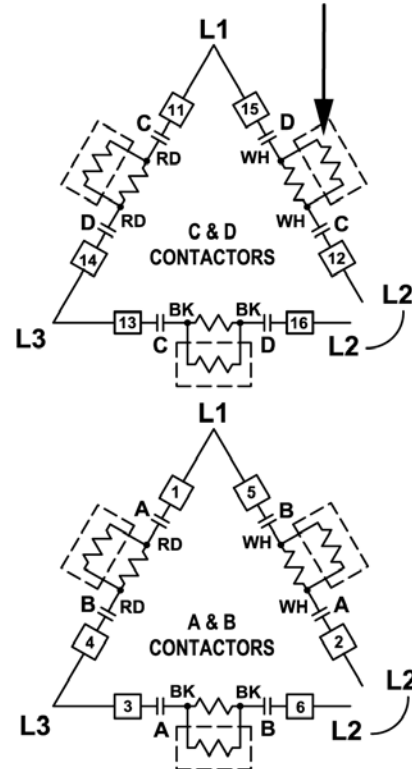 L1
11 15
C D
RD WH
D RD WH C
14 C & D 12
CONTACTORS
L2
BK BK
L3 13 16 L2
C D
L1
1 5
A B
RD WH
B RD WH A
4 A & B 2
CONTACTORS
L2
BK BK
L3 3 6 L2
A B